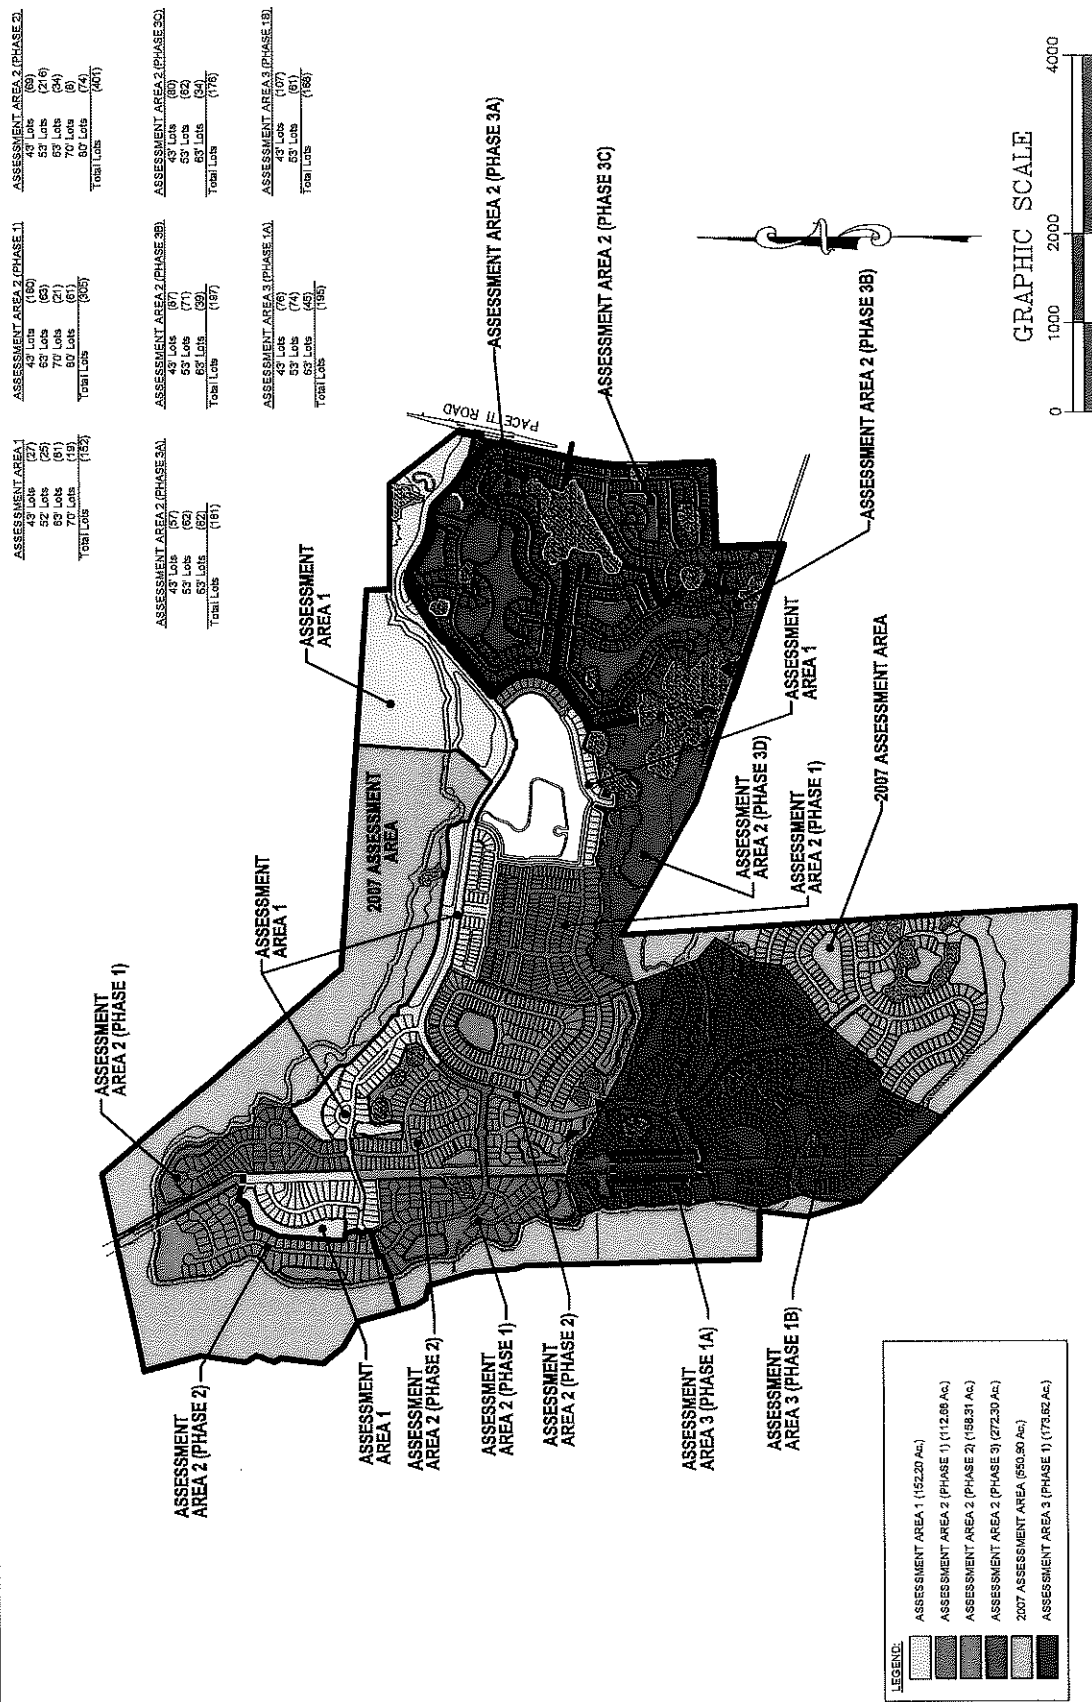 ASSESSMENT AREA 1
43' Lots (27)
52' Lots (25)
63' Lots (81)
70' Lots (19)
Total Lots (152)
ASSESSMENT AREA 2 (PHASE 1)
43' Lots (160)
63' Lots (63)
70' Lots (21)
80' Lots (61)
Total Lots (305)
ASSESSMENT AREA 2 (PHASE 2)
43' Lots (69)
53' Lots (216)
63' Lots (34)
70' Lots (8)
80' Lots (74)
Total Lots (401)
ASSESSMENT AREA 2 (PHASE 3A)
43' Lots (57)
53' Lots (62)
63' Lots (62)
Total Lots (181)
ASSESSMENT AREA 2 (PHASE 3B)
43' Lots (87)
53' Lots (71)
63' Lots (39)
Total Lots (197)
ASSESSMENT AREA 2 (PHASE 3C)
43' Lots (80)
53' Lots (62)
63' Lots (34)
Total Lots (176)
ASSESSMENT AREA 3 (PHASE 1A)
43' Lots (76)
53' Lots (74)
63' Lots (45)
Total Lots (195)
ASSESSMENT AREA 3 (PHASE 1B)
43' Lots (107)
53' Lots (61)
Total Lots (168)
ASSESSMENT
AREA 2 (PHASE 1)
ASSESSMENT
AREA 1
ASSESSMENT
AREA 1
2007 ASSESSMENT
AREA
PACETTI ROAD
ASSESSMENT AREA 2 (PHASE 3A)
ASSESSMENT AREA 2 (PHASE 3C)
ASSESSMENT AREA 2 (PHASE 3B)
ASSESSMENT
AREA 1
ASSESSMENT
AREA 2 (PHASE 3D)
ASSESSMENT
AREA 2 (PHASE 1)
2007 ASSESSMENT AREA
ASSESSMENT
AREA 2 (PHASE 2)
ASSESSMENT
AREA 1
ASSESSMENT
AREA 2 (PHASE 2)
ASSESSMENT
AREA 2 (PHASE 1)
ASSESSMENT
AREA 2 (PHASE 2)
ASSESSMENT
AREA 3 (PHASE 1A)
ASSESSMENT
AREA 3 (PHASE 1B)
LEGEND:
ASSESSMENT AREA 1 (152.20 Ac.)
ASSESSMENT AREA 2 (PHASE 1) (112.68 Ac.)
ASSESSMENT AREA 2 (PHASE 2) (158.31 Ac.)
ASSESSMENT AREA 2 (PHASE 3) (272.30 Ac.)
2007 ASSESSMENT AREA (550.90 Ac.)
ASSESSMENT AREA 3 (PHASE 1) (173.62 Ac.)
GRAPHIC SCALE
0 1000 2000 4000